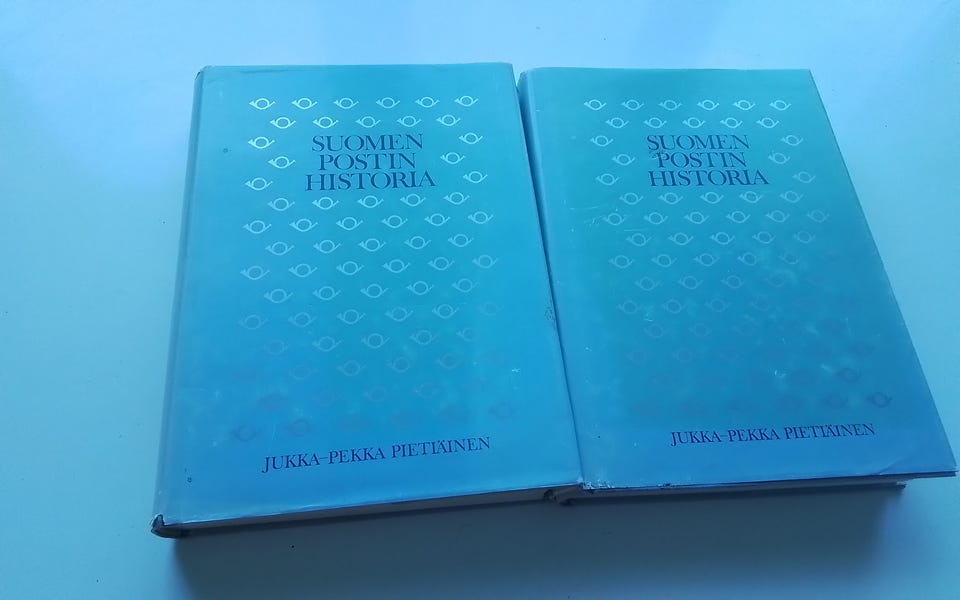 SUOMEN
POSTIN
HISTORIA
JUKKA-PEKKA PIETIÄINEN
SUOMEN
POSTIN
HISTORIA
JUKKA-PEKKA PIETIÄINEN